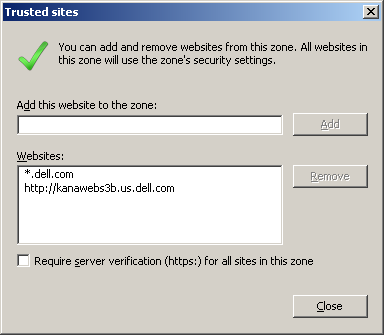 Trusted sites
You can add and remove websites from this zone. All websites in
this zone will use the zone's security settings.
Add this website to the zone:
Add
Websites:
*.dell.com
http://kanawebs3b.us.dell.com
Remove
Require server verification (https:) for all sites in this zone
Close